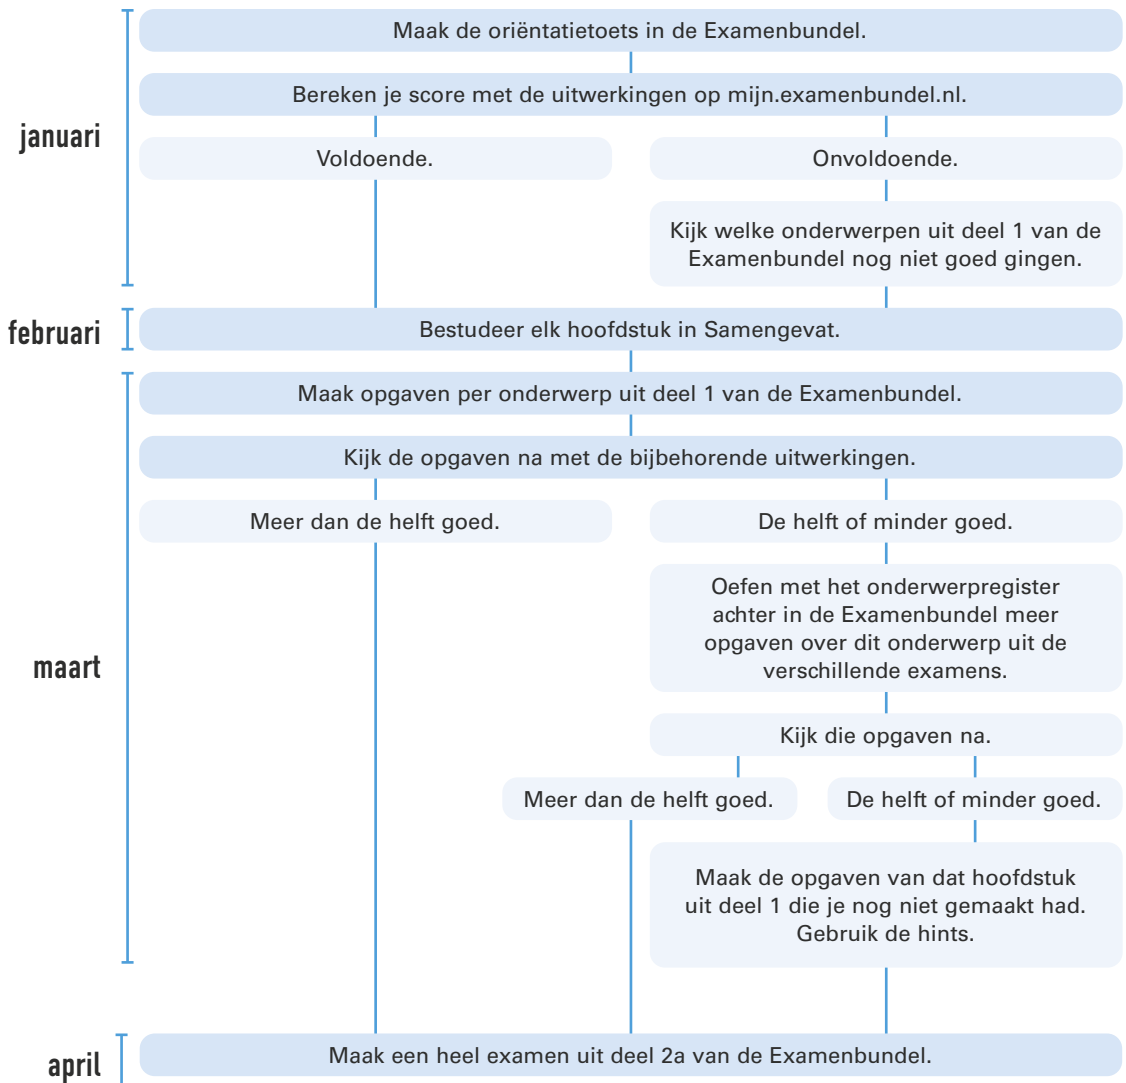 Maak de oriëntatietoets in de Examenbundel.
Bereken je score met de uitwerkingen op mijn.examenbundel.nl.
januari
Voldoende.
Onvoldoende.
Kijk welke onderwerpen uit deel 1 van de
Examenbundel nog niet goed gingen.
februari
Bestudeer elk hoofdstuk in Samengevat.
Maak opgaven per onderwerp uit deel 1 van de Examenbundel.
Kijk de opgaven na met de bijbehorende uitwerkingen.
Meer dan de helft goed.
De helft of minder goed.
Oefen met het onderwerpregister
achter in de Examenbundel meer
opgaven over dit onderwerp uit de
verschillende examens.
maart
Kijk die opgaven na.
Meer dan de helft goed.
De helft of minder goed.
Maak de opgaven van dat hoofdstuk
uit deel 1 die je nog niet gemaakt had.
Gebruik de hints.
april
Maak een heel examen uit deel 2a van de Examenbundel.